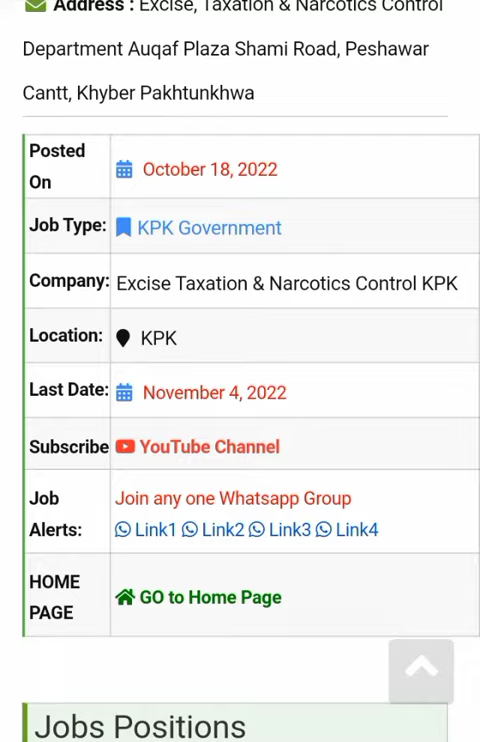 Address : Excise, Taxation & Narcotics Control
Department Auqaf Plaza Shami Road, Peshawar
Cantt, Khyber Pakhtunkhwa
Posted On October 18, 2022
Job Type: KPK Government
Company: Excise Taxation & Narcotics Control KPK
Location: KPK
Last Date: November 4, 2022
Subscribe YouTube Channel
Job Alerts: Join any one Whatsapp Group
Link1 Link2 Link3 Link4
HOME PAGE GO to Home Page
Jobs Positions